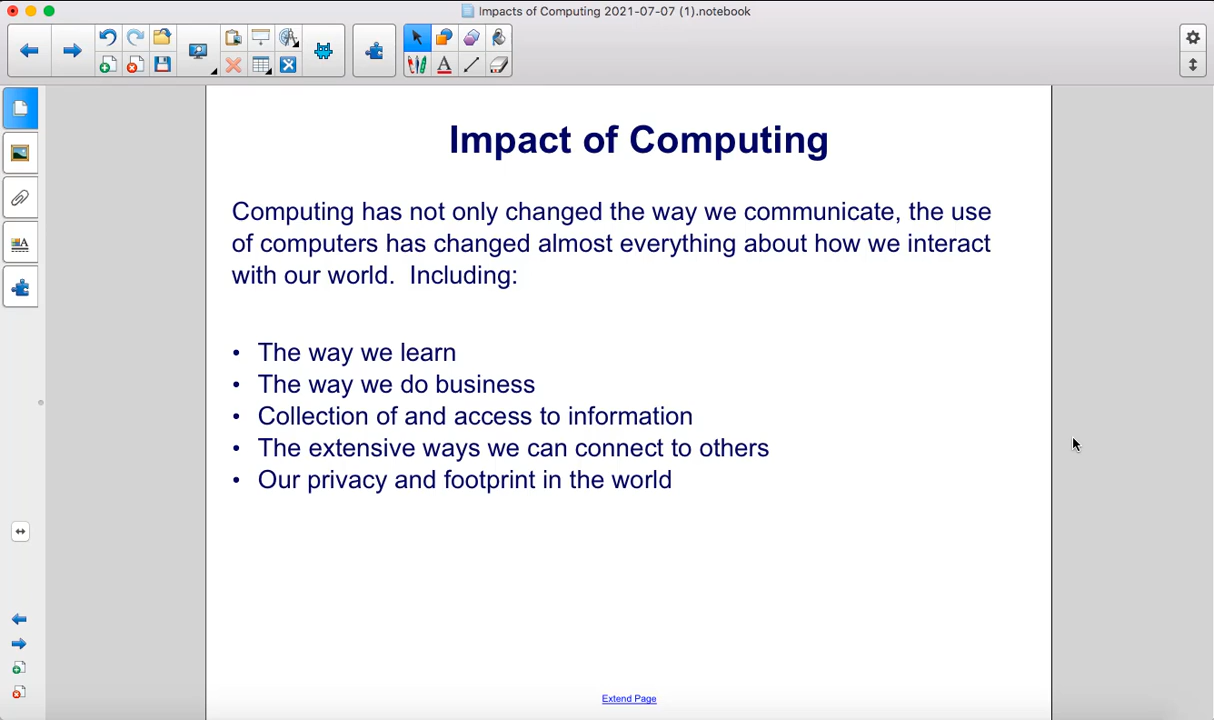 Impacts of Computing 2021-07-07 (1).notebook
Impact of Computing
Computing has not only changed the way we communicate, the use
of computers has changed almost everything about how we interact
with our world.  Including:
• The way we learn
• The way we do business
• Collection of and access to information
• The extensive ways we can connect to others
• Our privacy and footprint in the world
Extend Page